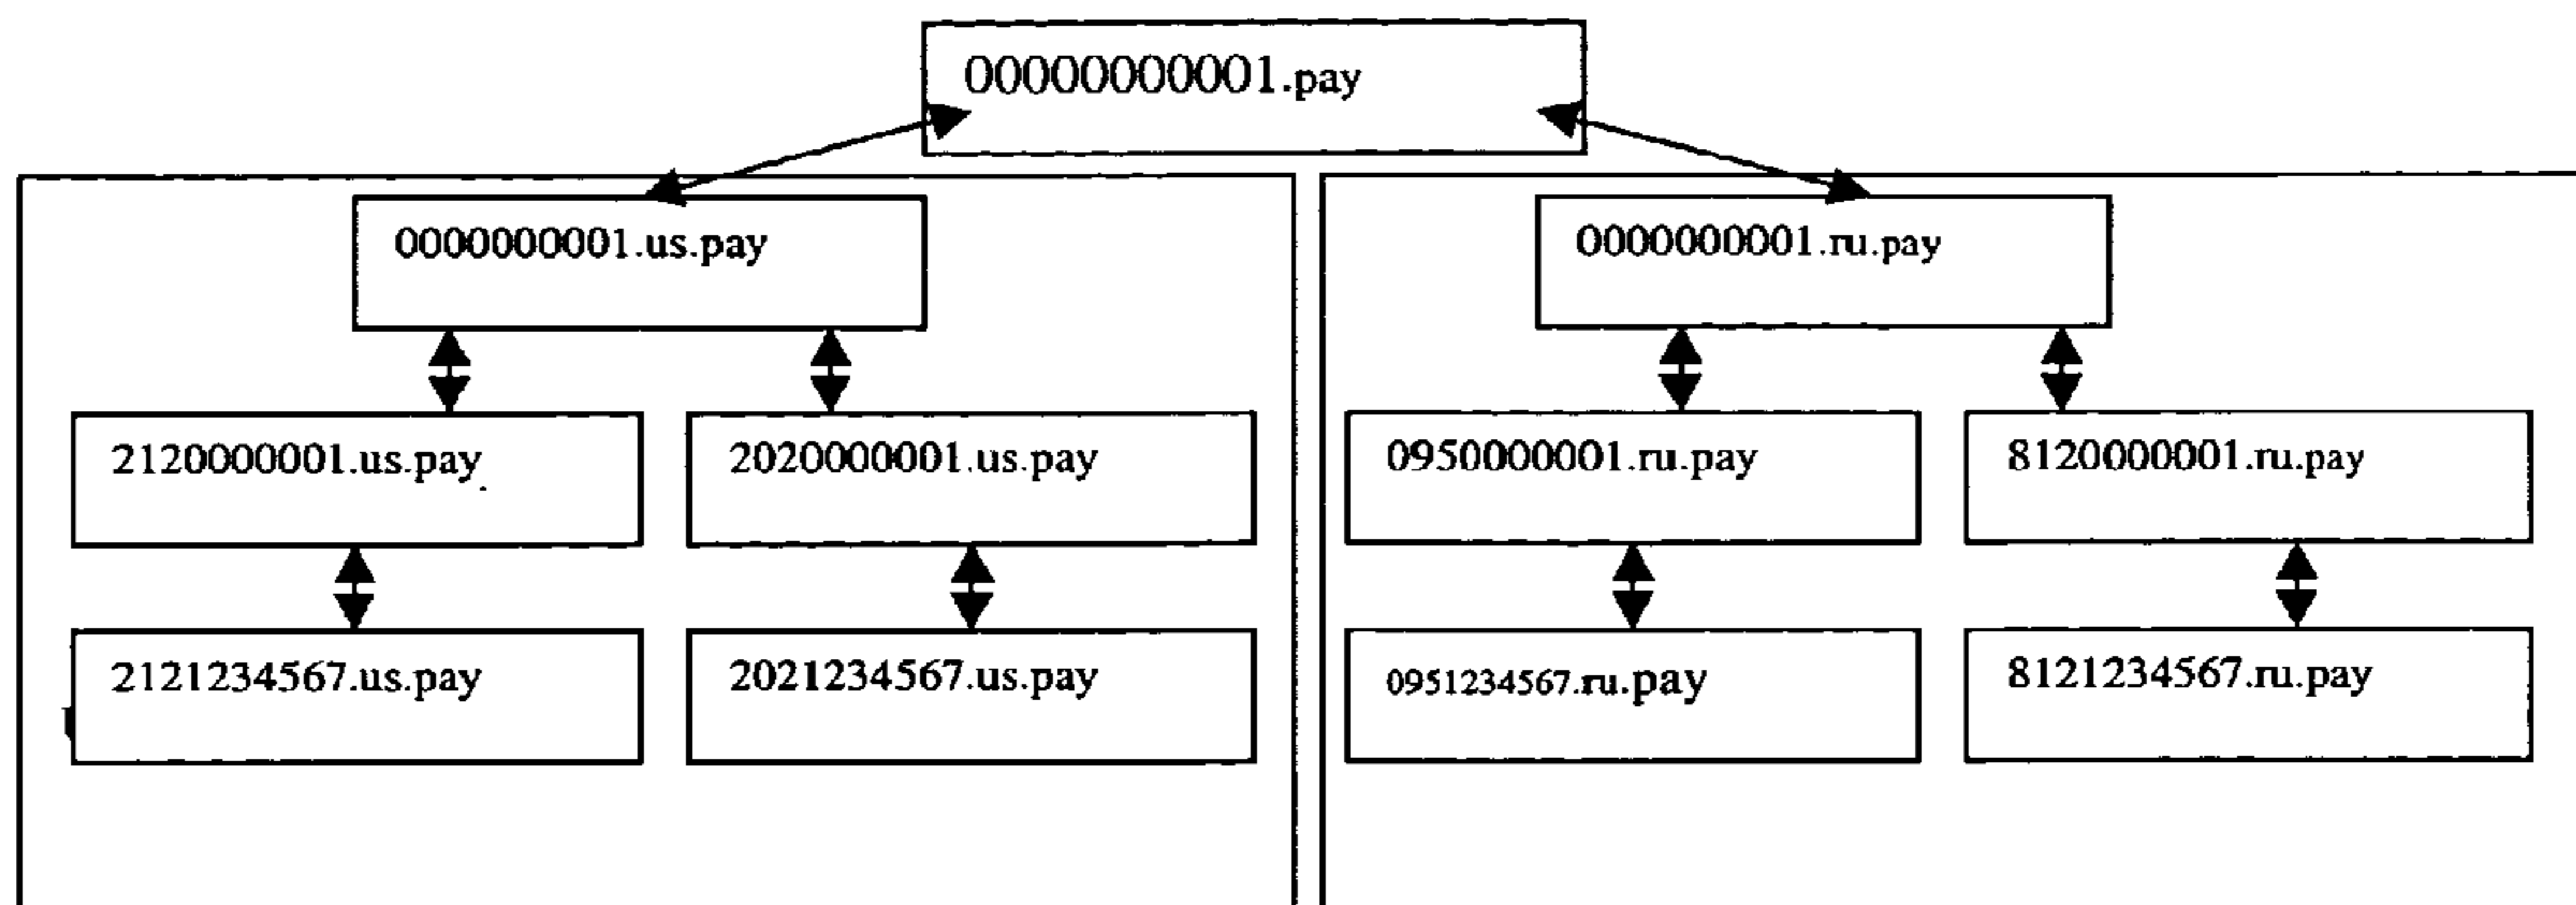 00000000001.pay
0000000001.us.pay
0000000001.ru.pay
2120000001.us.pay
2020000001.us.pay
0950000001.ru.pay
8120000001.ru.pay
2121234567.us.pay
2021234567.us.pay
0951234567.ru.pay
8121234567.ru.pay